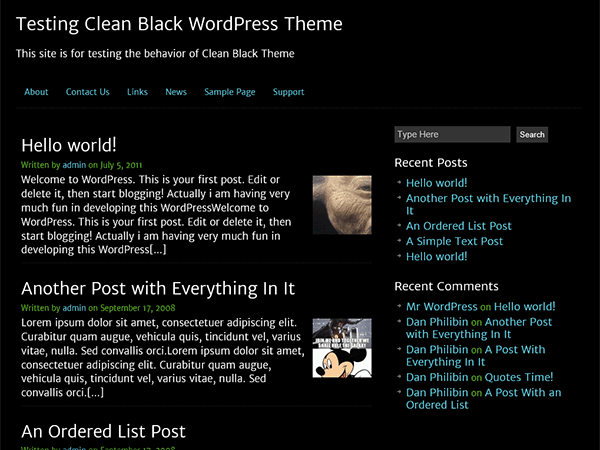 Testing Clean Black WordPress Theme
This site is for testing the behavior of Clean Black Theme
About Contact Us Links News Sample Page Support
Hello world!
Written by admin on July 5, 2011
Welcome to WordPress. This is your first post. Edit or
delete it, then start blogging! Actually i am having very
much fun in developing this WordPressWelcome to
WordPress. This is your first post. Edit or delete it, then
start blogging! Actually i am having very much fun in
developing this WordPress[...]
Another Post with Everything In It
Written by admin on September 17, 2008
Lorem ipsum dolor sit amet, consectetuer adipiscing elit.
Curabitur quam augue, vehicula quis, tincidunt vel, varius
vitae, nulla. Sed convallis orci.Lorem ipsum dolor sit amet,
consectetuer adipiscing elit. Curabitur quam augue,
vehicula quis, tincidunt vel, varius vitae, nulla. Sed
convallis orci.[...]
JOIN ME AND TOGETHER WE
SHALL RULE THE GALAXY
An Ordered List Post
Written by admin on September 17, 2008
Type Here Search
Recent Posts
Hello world!
Another Post with Everything In
It
An Ordered List Post
A Simple Text Post
Hello world!
Recent Comments
Mr WordPress on Hello world!
Dan Philibin on Another Post
with Everything In It
Dan Philibin on A Post With
Everything In It
Dan Philibin on Quotes Time!
Dan Philibin on A Post With an
Ordered List